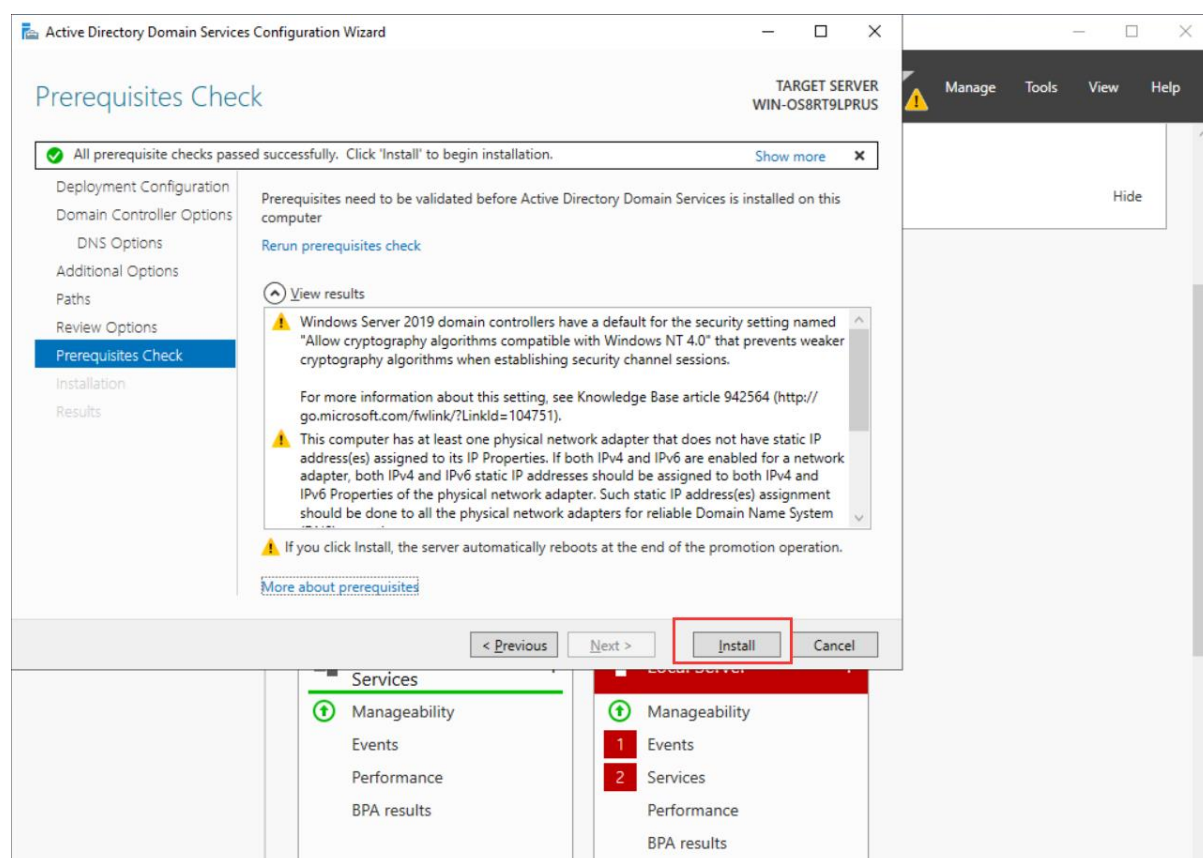 Active Directory Domain Services Configuration Wizard
Prerequisites Check
TARGET SERVER
WIN-OS8RT9LPRUS
All prerequisite checks passed successfully. Click 'Install' to begin installation.
Show more
Deployment Configuration
Domain Controller Options
DNS Options
Additional Options
Paths
Review Options
Prerequisites Check
Installation
Results
Prerequisites need to be validated before Active Directory Domain Services is installed on this
computer
Rerun prerequisites check
View results
Windows Server 2019 domain controllers have a default for the security setting named
"Allow cryptography algorithms compatible with Windows NT 4.0" that prevents weaker
cryptography algorithms when establishing security channel sessions.
For more information about this setting, see Knowledge Base article 942564 (http://
go.microsoft.com/fwlink/?LinkId=104751).
This computer has at least one physical network adapter that does not have static IP
address(es) assigned to its IP Properties. If both IPv4 and IPv6 are enabled for a network
adapter, both IPv4 and IPv6 static IP addresses should be assigned to both IPv4 and
IPv6 Properties of the physical network adapter. Such static IP address(es) assignment
should be done to all the physical network adapters for reliable Domain Name System
If you click Install, the server automatically reboots at the end of the promotion operation.
More about prerequisites
< Previous
Next >
Install
Cancel
Manage
Tools
View
Help
Hide
Services
Manageability
Events
Performance
BPA results
Local Server
Manageability
1 Events
2 Services
Performance
BPA results